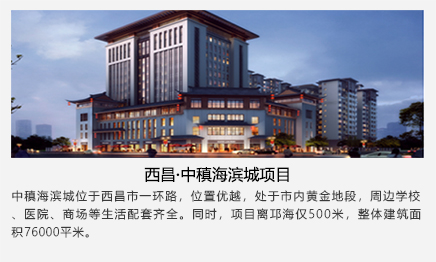 西昌·中稹海滨城项目
中稹海滨城位于西昌市一环路，位置优越，处于市内黄金地段，周边学校
、医院、商场等生活配套齐全。同时，项目离邛海仅500米，整体建筑面
积76000平米。